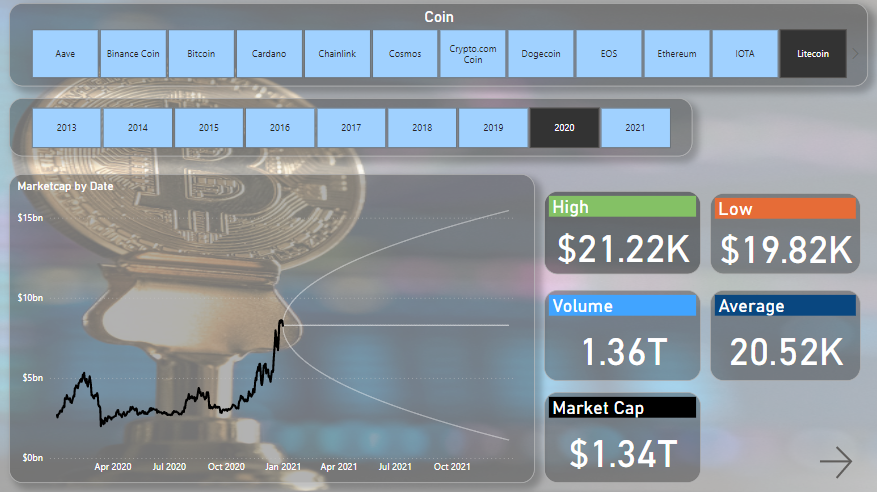 Coin
Aave
Binance Coin
Bitcoin
Cardano
Chainlink
Cosmos
Crypto.com
Coin
Dogecoin
EOS
Ethereum
IOTA
Litecoin
2013
2014
2015
2016
2017
2018
2019
2020
2021
Marketcap by Date
$15bn
$10bn
$5bn
$0bn
Apr 2020
Jul 2020
Oct 2020
Jan 2021
Apr 2021
Jul 2021
Oct 2021
High
$21.22K
Low
$19.82K
Volume
1.36T
Average
20.52K
Market Cap
$1.34T